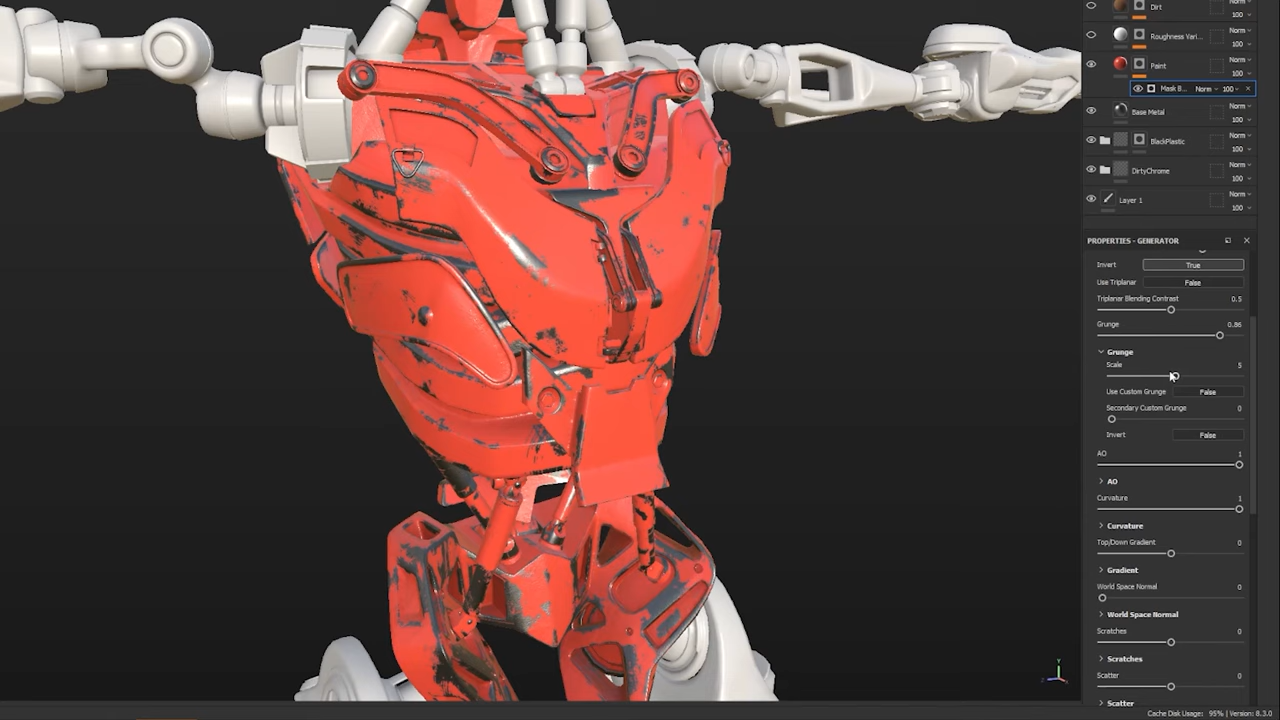 Dirt
Norm
100
Roughness Vari...
Norm
100
Paint
Norm
100
Mask B... Norm 100
Base Metal
Norm
100
BlackPlastic
Norm
100
DirtyChrome
Norm
100
Layer 1
Norm
100
PROPERTIES - GENERATOR
Invert True
Use Triplanar False
Triplanar Blending Contrast 0.5
Grunge 0.86
Grunge
Scale 5
Use Custom Grunge False
Secondary Custom Grunge 0
Invert False
AO 1
AO
Curvature 1
Curvature
Top/Down Gradient 0
Gradient
World Space Normal 0
World Space Normal
Scratches 0
Scratches
Scatter 0
Scatter
Y
Cache Disk Usage: 95% | Version: 8.3.0